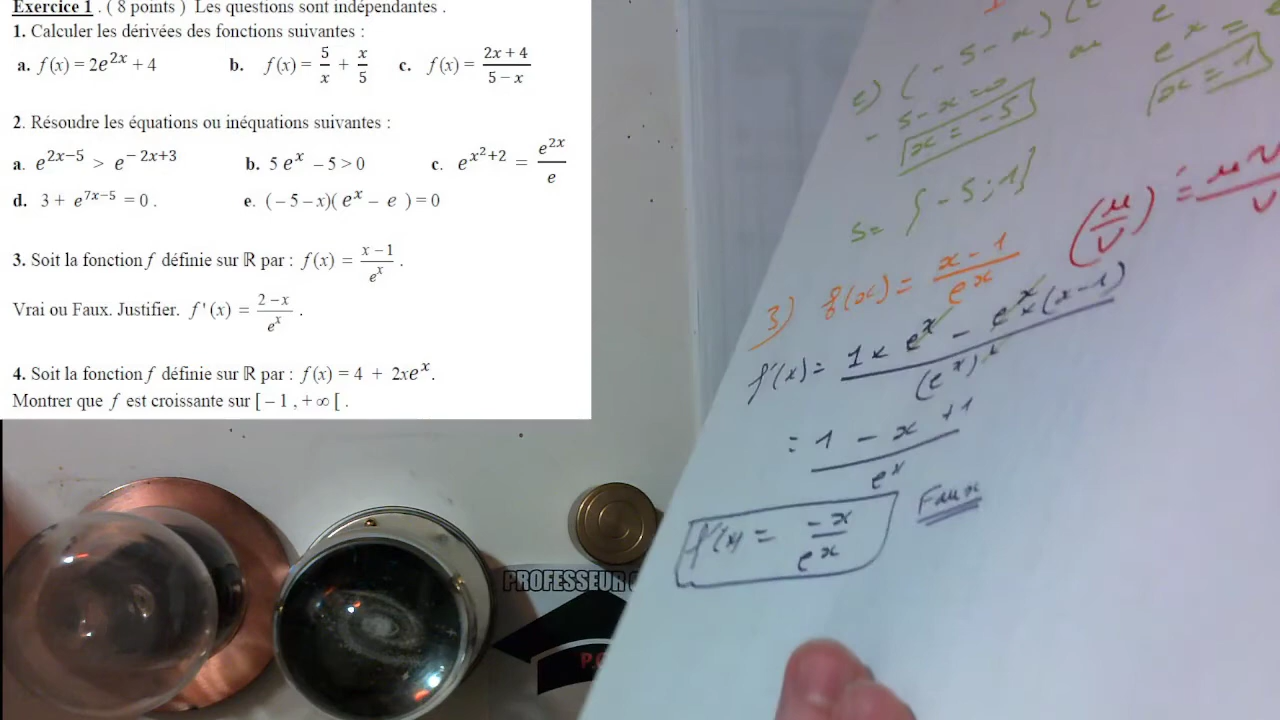 Exercice 1 . ( 8 points ) Les questions sont indépendantes .
1. Calculer les dérivées des fonctions suivantes :
a. f(x) = 2e^{2x} + 4 b. f(x) = 5/x + x/5 c. f(x) = (2x + 4)/(5 - x)
2. Résoudre les équations ou inéquations suivantes :
a. e^{2x-5} > e^{-2x+3} b. 5 e^x - 5 > 0 c. e^{x^2+2} = e^{2x}/e
d. 3 + e^{7x-5} = 0 . e. (- 5 - x)( e^x - e ) = 0
3. Soit la fonction f définie sur ℝ par : f(x) = (x - 1)/e^x .
Vrai ou Faux. Justifier. f '(x) = (2 - x)/e^x .
4. Soit la fonction f définie sur ℝ par : f(x) = 4 + 2xe^x.
Montrer que f est croissante sur [ - 1 , + ∞ [ .
e) (- 5 - x) (e
- 5 - x = 0 ou e^x = e
x = -5 x = 1
S = { - 5 ; 1 }
3) f(x) = (x - 1)/e^x (u/v)' =
f'(x) = (1 × e^x - e^x × (x - 1))/(e^x)^2
= (1 - x + 1)/e^x
f'(x) = -x/e^x Faux
PROFESSEUR
P.C